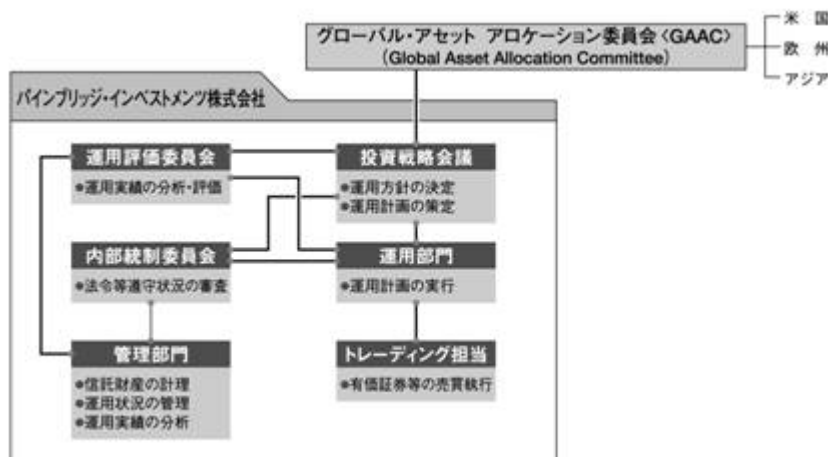 グローバル・アセット アロケーション委員会〈GAAC〉
(Global Asset Allocation Committee)
米 国
欧 州
アジア
パインブリッジ・インベストメンツ株式会社
運用評価委員会
●運用実績の分析・評価
投資戦略会議
●運用方針の決定
●運用計画の策定
内部統制委員会
●法令等遵守状況の審査
運用部門
●運用計画の実行
管理部門
●信託財産の計理
●運用状況の管理
●運用実績の分析
トレーディング担当
●有価証券等の売買執行